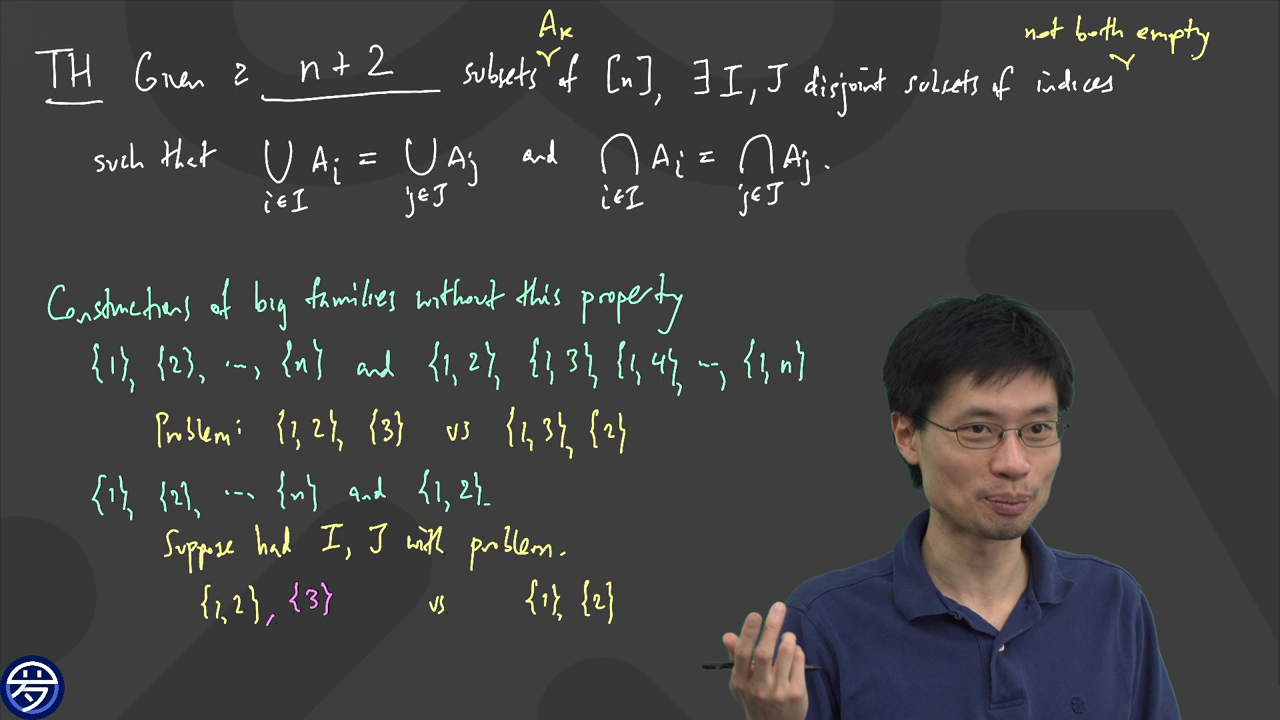 TH Given ≥ n+2 subsets A_k of [n], ∃ I, J disjoint subsets of indices not both empty
such that ⋃_{i∈I} A_i = ⋃_{j∈J} A_j and ⋂_{i∈I} A_i = ⋂_{j∈J} A_j.
Constructions of big families without this property
{1}, {2}, ..., {n} and {1, 2}, {1, 3}, {1, 4}, ..., {1, n}
Problem: {1, 2}, {3} vs {1, 3}, {2}
{1}, {2}, ... {n} and {1, 2}.
Suppose had I, J with problem.
{1, 2}, {3} vs {1}, {2}